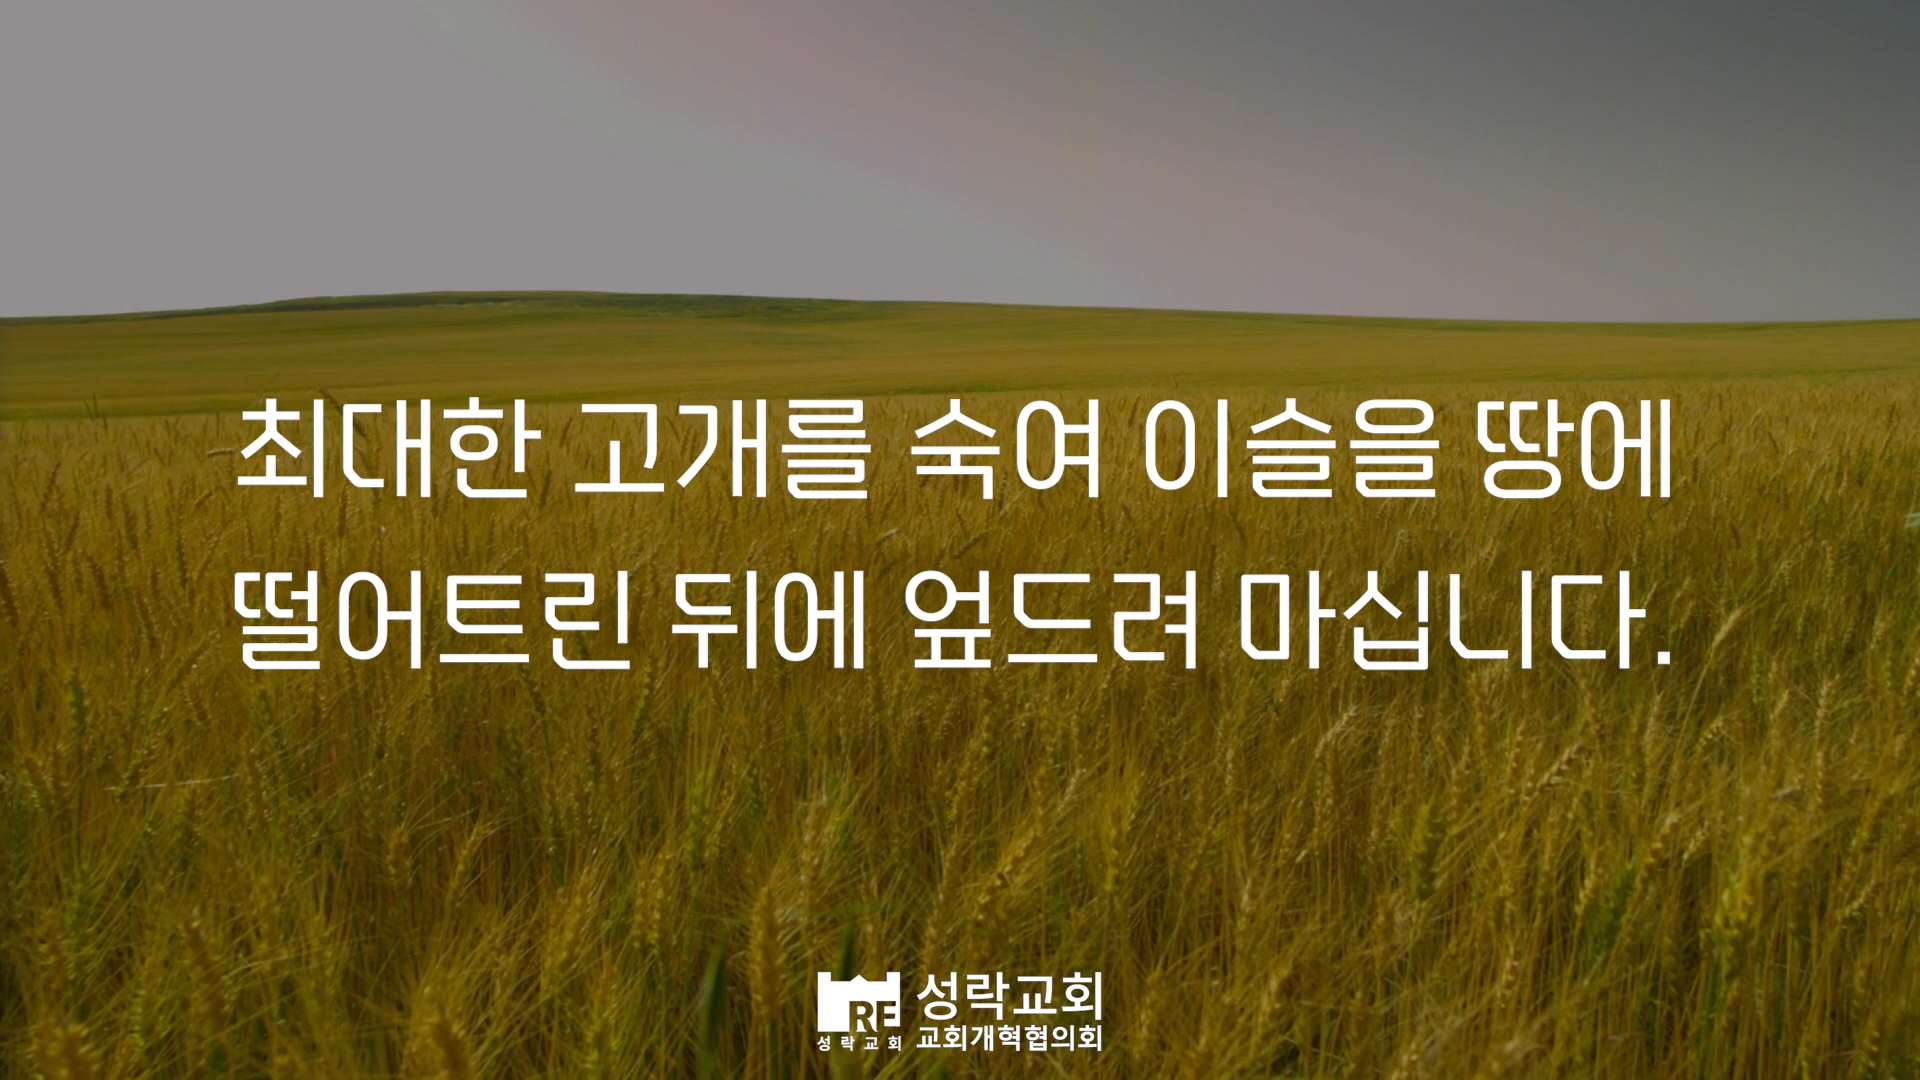 최대한 고개를 숙여 이슬을 땅에
떨어트린 뒤에 엎드려 마십니다.
RE
성락교회
성락교회
교회개혁협의회